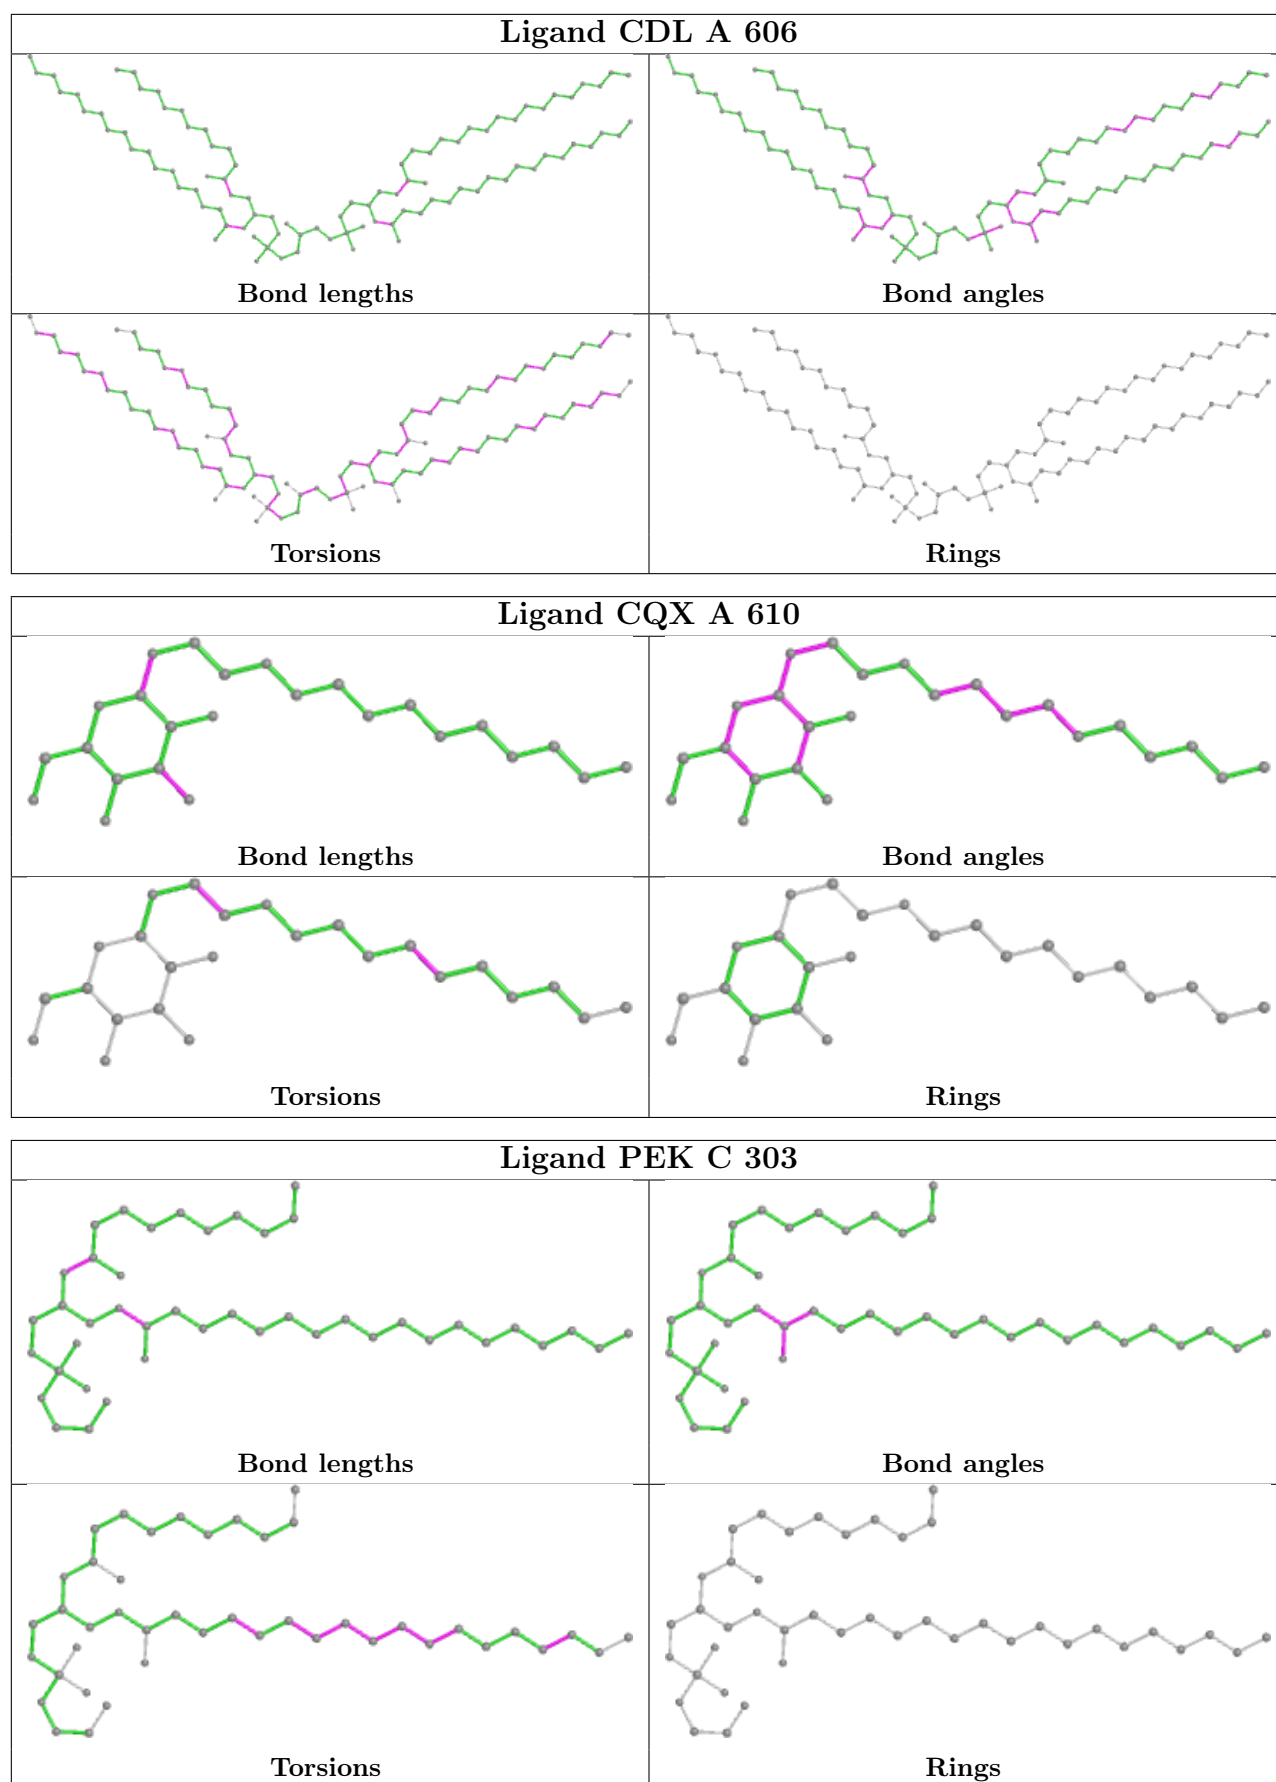 Ligand CDL A 606
Bond lengths
Bond angles
Torsions
Rings
Ligand CQX A 610
Bond lengths
Bond angles
Torsions
Rings
Ligand PEK C 303
Bond lengths
Bond angles
Torsions
Rings